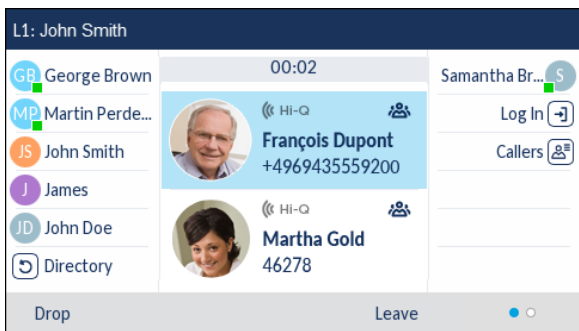 L1: John Smith
GB George Brown
MP Martin Perde...
JS John Smith
J James
JD John Doe
Directory
00:02
Hi-Q
François Dupont
+4969435559200
Hi-Q
Martha Gold
46278
Samantha Br... S
Log In
Callers
Drop
Leave